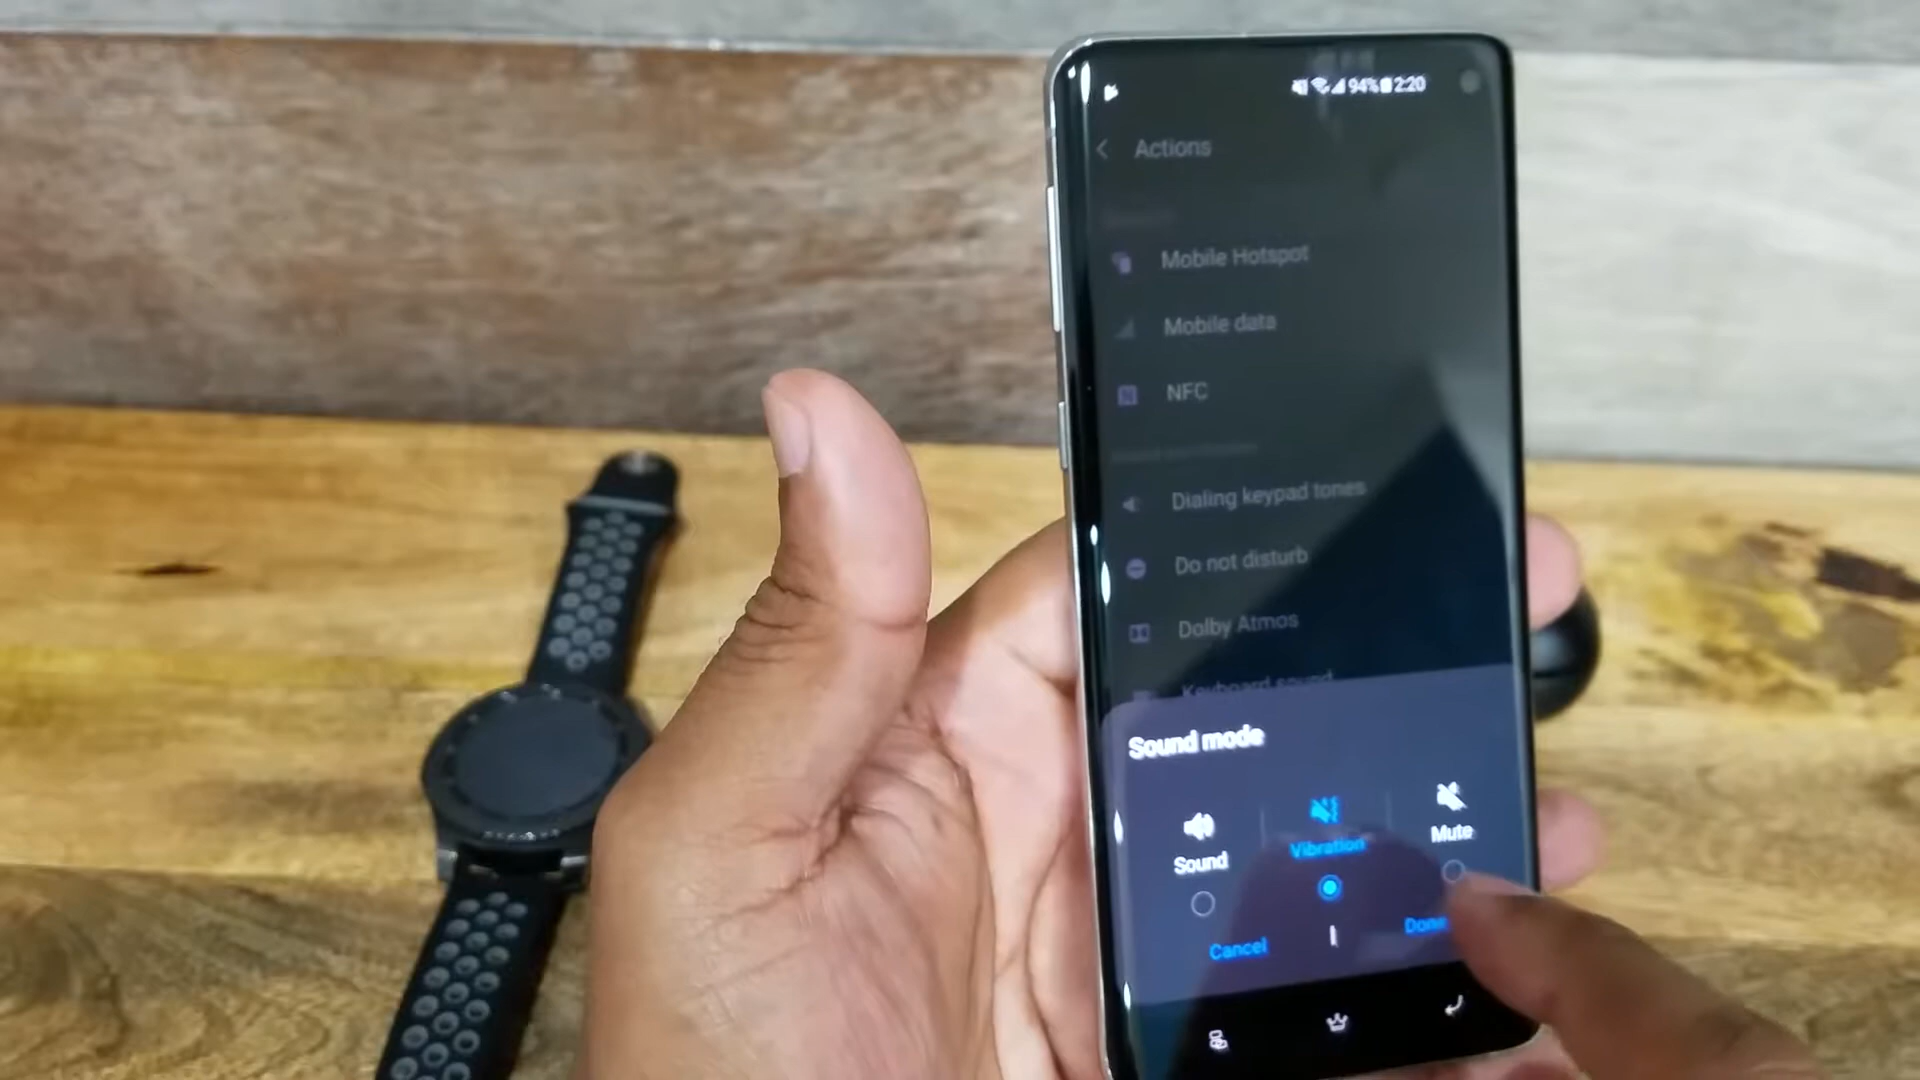 94% 2:20
Actions
Mobile Hotspot
Mobile data
NFC
Dialing keypad tones
Do not disturb
Dolby Atmos
Keyboard sound
Sound mode
Sound Vibration Mute
Cancel Done